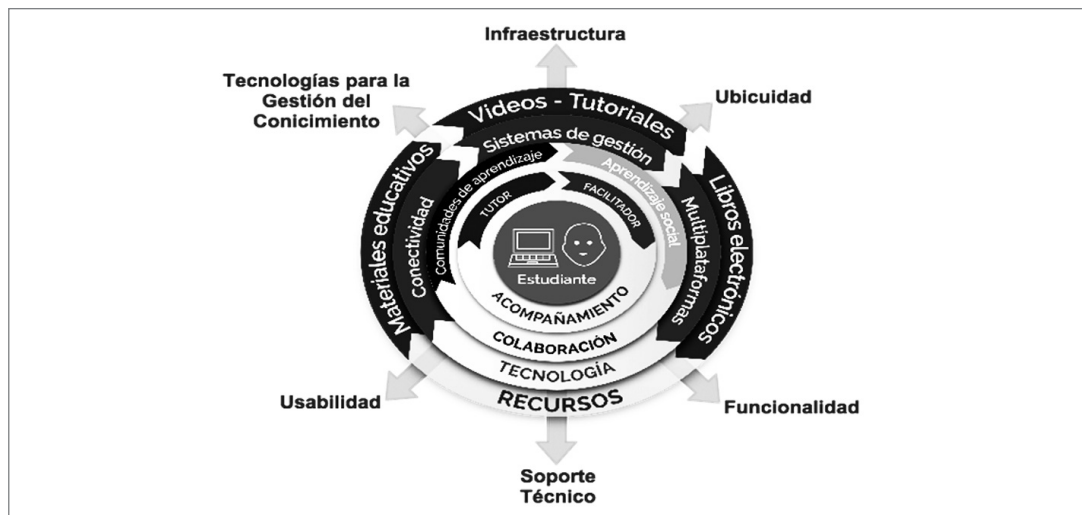 Infraestructura
Tecnologías para la
Gestión del
Conicimiento
Ubicuidad
Videos - Tutoriales
Sistemas de gestión
Materiales educativos
Conectividad
Comunidades de aprendizaje
Aprendizaje social
Multiplataformas
Libros electrónicos
TUTOR
FACILITADOR
Estudiante
ACOMPAÑAMIENTO
COLABORACIÓN
TECNOLOGÍA
RECURSOS
Usabilidad
Funcionalidad
Soporte
Técnico